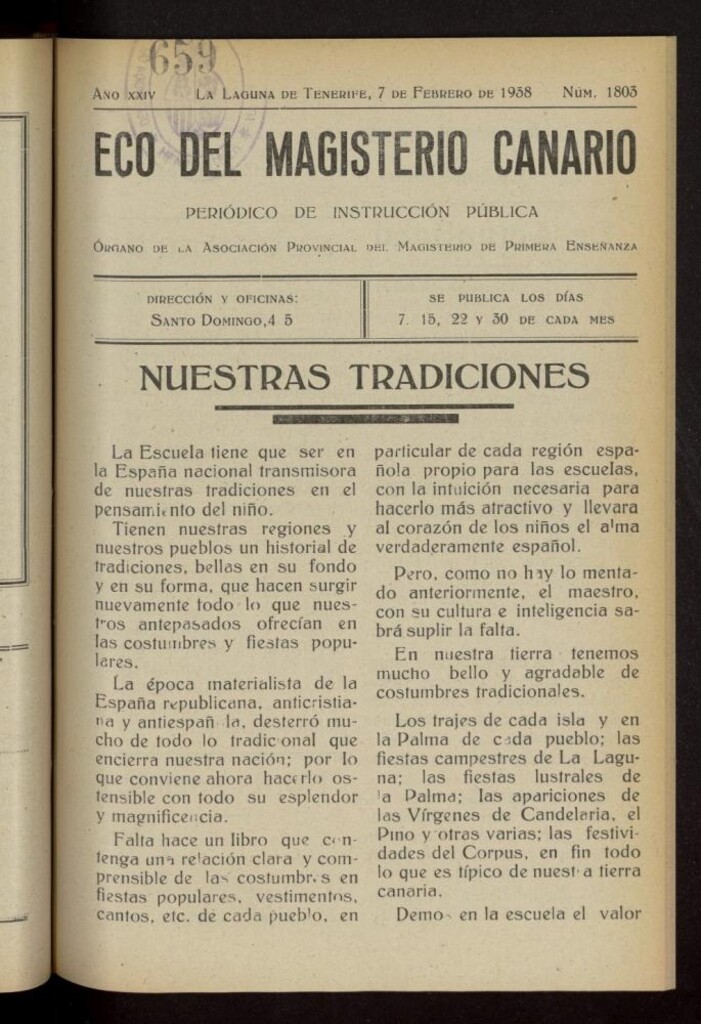 659
AÑO XXIV LA LAGUNA DE TENERIFE, 7 DE FEBRERO DE 1938 NÚM. 1803
ECO DEL MAGISTERIO CANARIO
PERIÓDICO DE INSTRUCCIÓN PÚBLICA
ÓRGANO DE LA ASOCIACIÓN PROVINCIAL DEL MAGISTERIO DE PRIMERA ENSEÑANZA
DIRECCIÓN Y OFICINAS:
SANTO DOMINGO, 4 5
SE PUBLICA LOS DÍAS
7. 15, 22 Y 30 DE CADA MES
NUESTRAS TRADICIONES
La Escuela tiene que ser en
la España nacional transmisora
de nuestras tradiciones en el
pensamiento del niño.
Tienen nuestras regiones y
nuestros pueblos un historial de
tradiciones, bellas en su fondo
y en su forma, que hacen surgir
nuevamente todo lo que nues-
tros antepasados ofrecían en
las costumbres y fiestas popu-
lares.
La época materialista de la
España republicana, anticristia-
na y antiespañ la, desterró mu-
cho de todo lo tradicional que
encierra nuestra nación; por lo
que conviene ahora hacerlo os-
tensible con todo su esplendor
y magnificencia.
Falta hace un libro que con-
tenga una relación clara y com-
prensible de las costumbres en
fiestas populares, vestimentos,
cantos, etc. de cada pueblo, en
particular de cada región espa-
ñola propio para las escuelas,
con la intuición necesaria para
hacerlo más atractivo y llevara
al corazón de los niños el alma
verdaderamente español.
Pero, como no hay lo menta-
do anteriormente, el maestro,
con su cultura e inteligencia sa-
brá suplir la falta.
En nuestra tierra tenemos
mucho bello y agradable de
costumbres tradicionales.
Los trajes de cada isla y en
la Palma de cada pueblo; las
fiestas campestres de La Lagu-
na; las fiestas lustrales de
la Palma; las apariciones de
las Vírgenes de Candelaria, el
Pino y otras varias; las festivi-
dades del Corpus, en fin todo
lo que es típico de nuestra tierra
canaria.
Demos en la escuela el valor